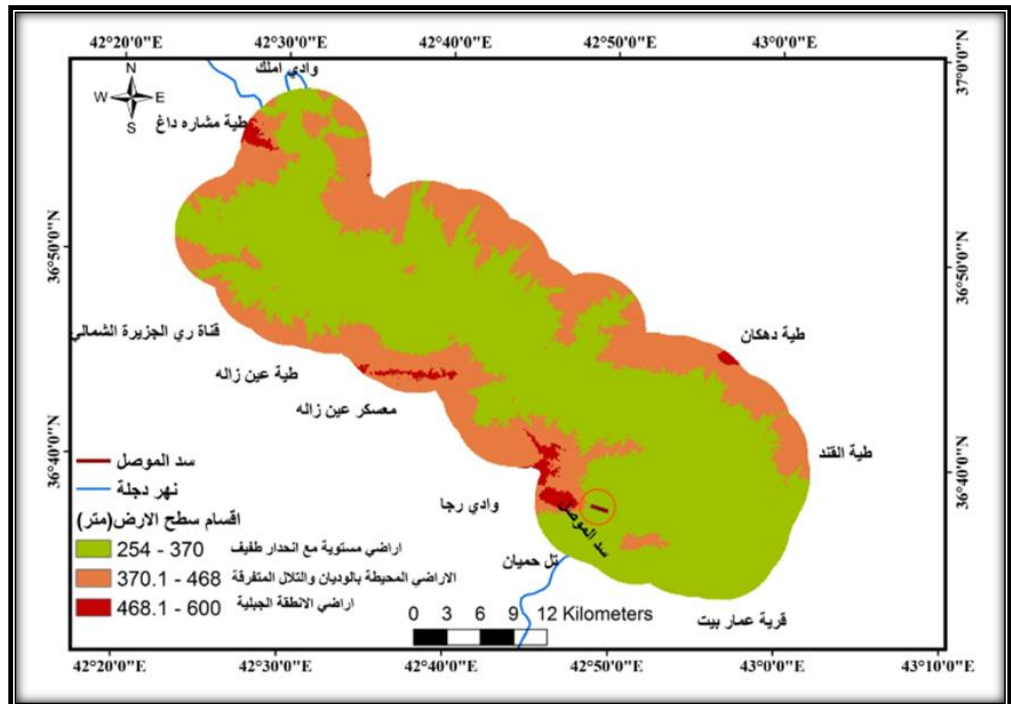 42°20'0"E 42°30'0"E 42°40'0"E 42°50'0"E 43°0'0"E
37°0'0"N
N
W E
S
وادي املك
طية مشاره داغ
36°50'0"N
36°50'0"N
قناة ري الجزيرة الشمالي
طية دهكان
طية عين زاله
معسكر عين زاله
36°40'0"N
طية القند
36°40'0"N
سد الموصل
نهر دجلة
وادي رجا
سد الموصل
اقسام سطح الارض(متر)
254 - 370 اراضي مستوية مع انحدار طفيف
تل حميان
370.1 - 468 الاراضي المحيطة بالوديان والتلال المتفرقة
468.1 - 600 اراضي الانطقة الجبلية
0 3 6 9 12 Kilometers
قرية عمار بيت
42°20'0"E 42°30'0"E 42°40'0"E 42°50'0"E 43°0'0"E 43°10'0"E